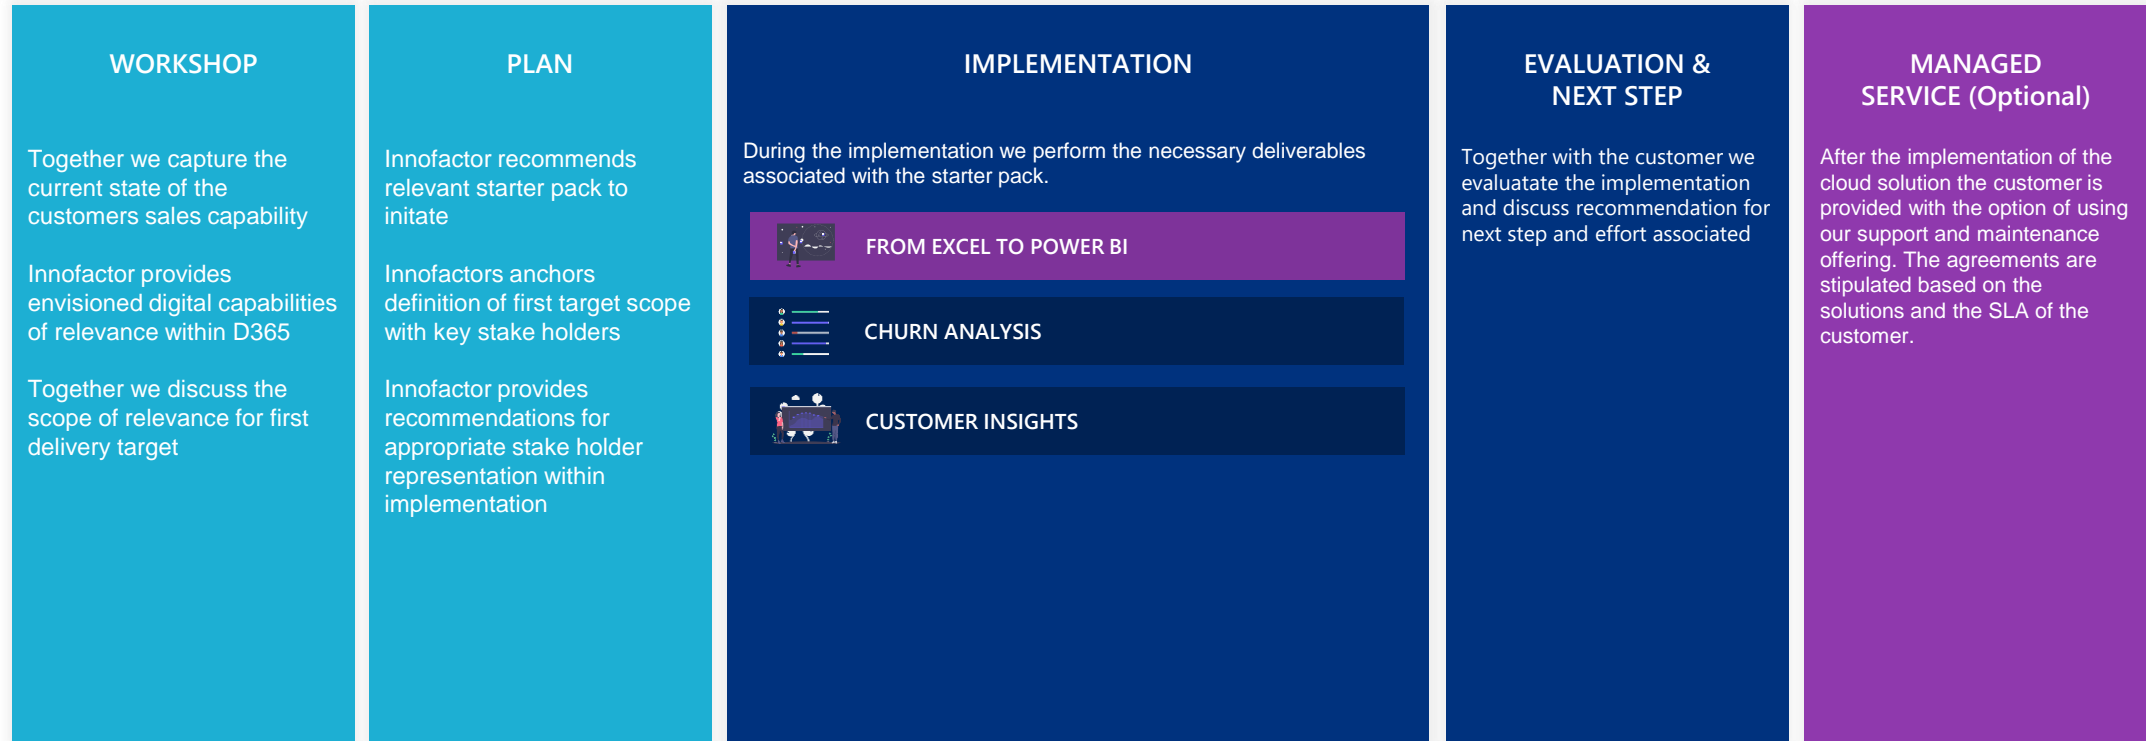 WORKSHOP
Together we capture the
current state of the
customers sales capability
Innofactor provides
envisioned digital capabilities
of relevance within D365
Together we discuss the
scope of relevance for first
delivery target
PLAN
Innofactor recommends
relevant starter pack to
initate
Innofactors anchors
definition of first target scope
with key stake holders
Innofactor provides
recommendations for
appropriate stake holder
representation within
implementation
IMPLEMENTATION
During the implementation we perform the necessary deliverables
associated with the starter pack.
FROM EXCEL TO POWER BI
CHURN ANALYSIS
CUSTOMER INSIGHTS
EVALUATION &
NEXT STEP
Together with the customer we
evaluatate the implementation
and discuss recommendation for
next step and effort associated
MANAGED
SERVICE (Optional)
After the implementation of the
cloud solution the customer is
provided with the option of using
our support and maintenance
offering. The agreements are
stipulated based on the
solutions and the SLA of the
customer.